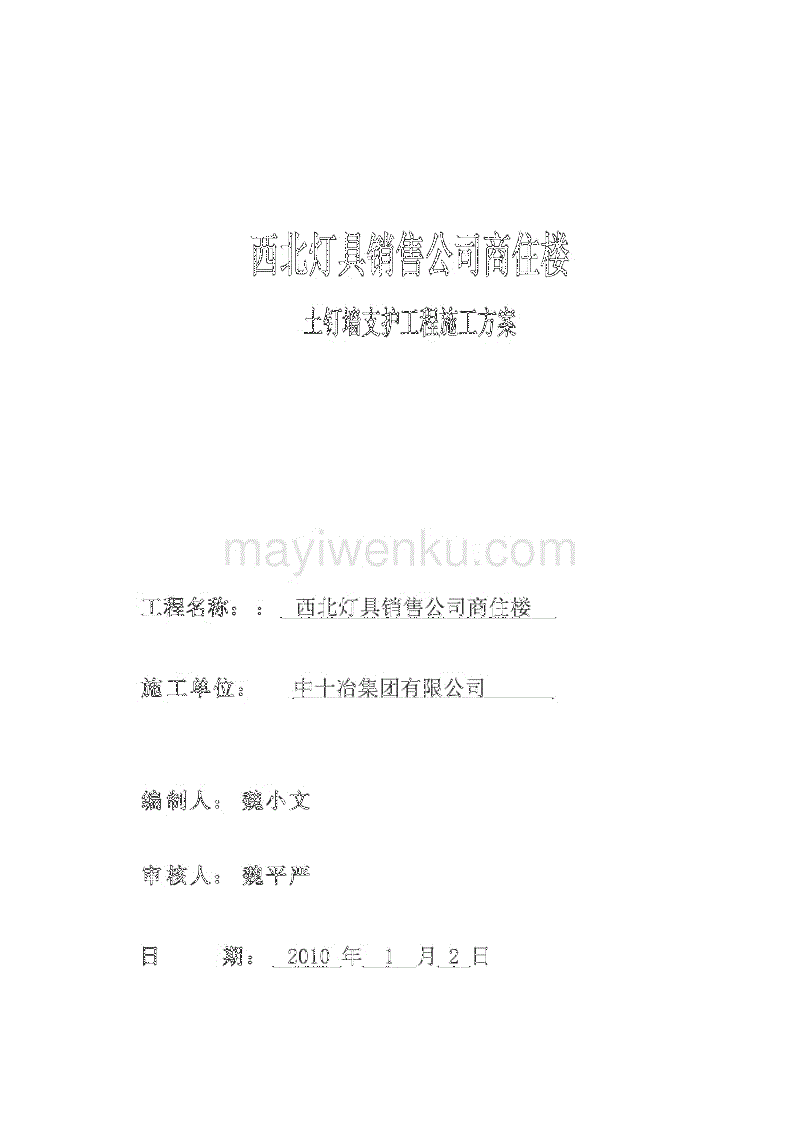 西北灯具销售公司商住楼
土钉墙支护工程施工方案
mayiwenku.com
工程名称：： 西北灯具销售公司商住楼
施工单位： 中十冶集团有限公司
编制人： 魏小文
审核人： 魏平严
日 期： 2010 年 1 月 2 日